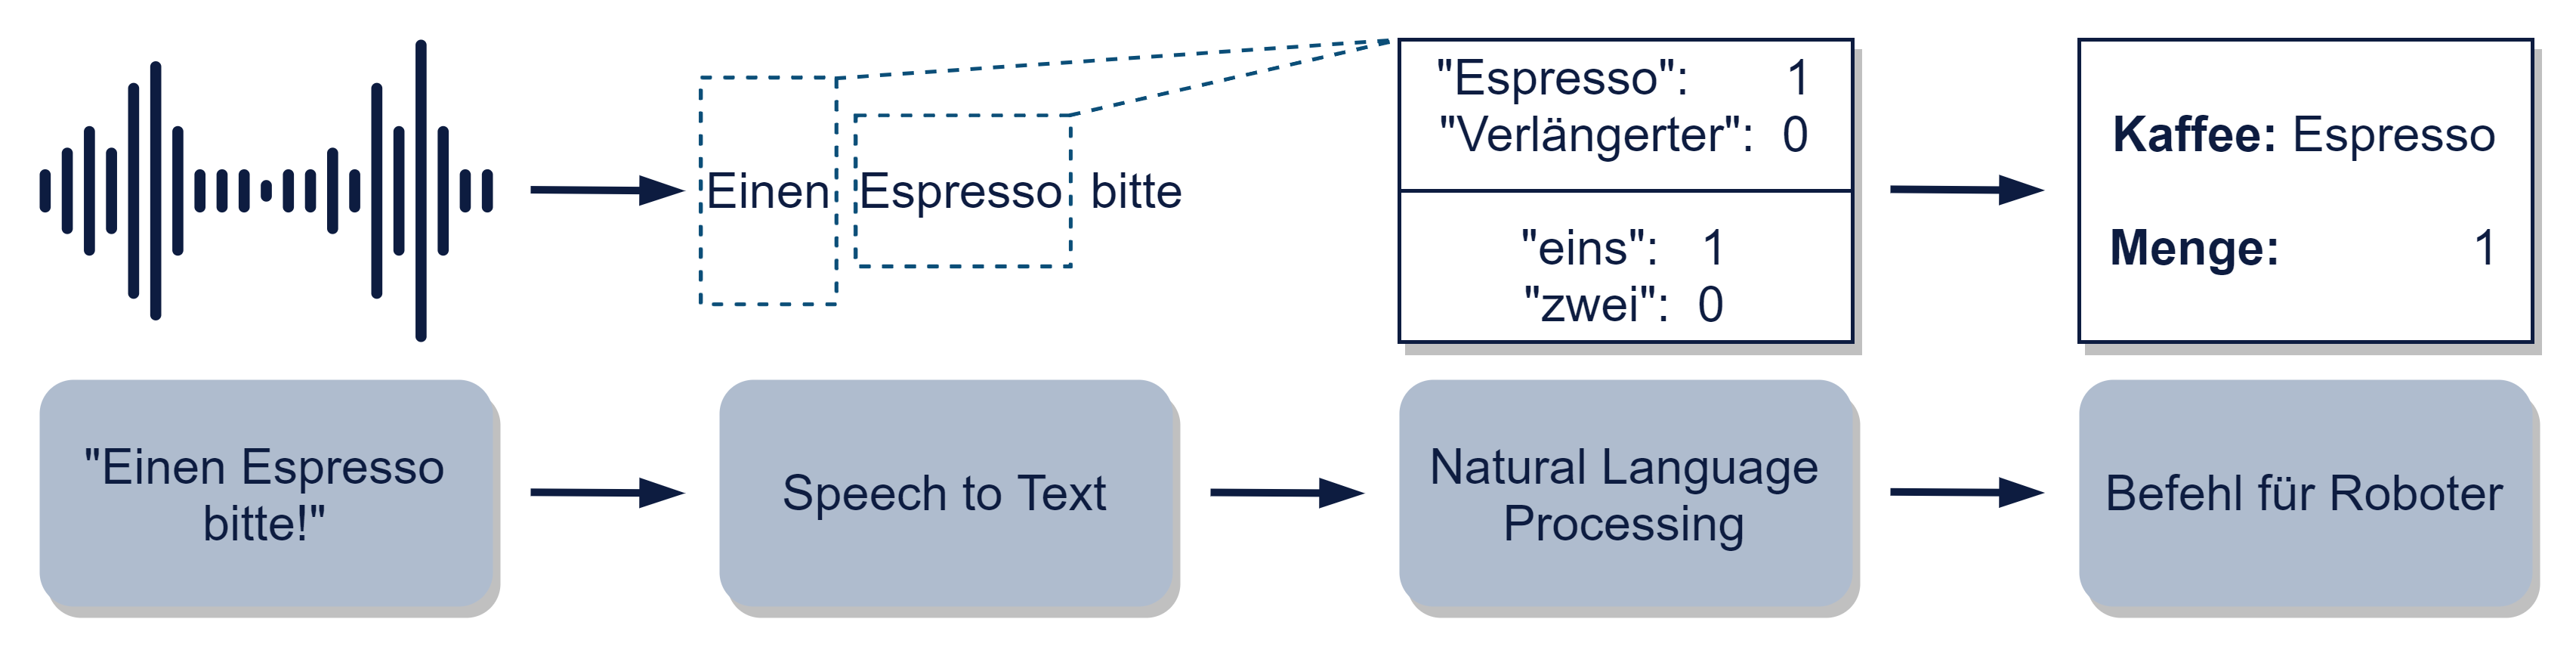 Einen Espresso bitte
"Espresso": 1
"Verlängerter": 0
"eins": 1
"zwei": 0
Kaffee: Espresso
Menge: 1
"Einen Espresso
bitte!"
Speech to Text
Natural Language
Processing
Befehl für Roboter